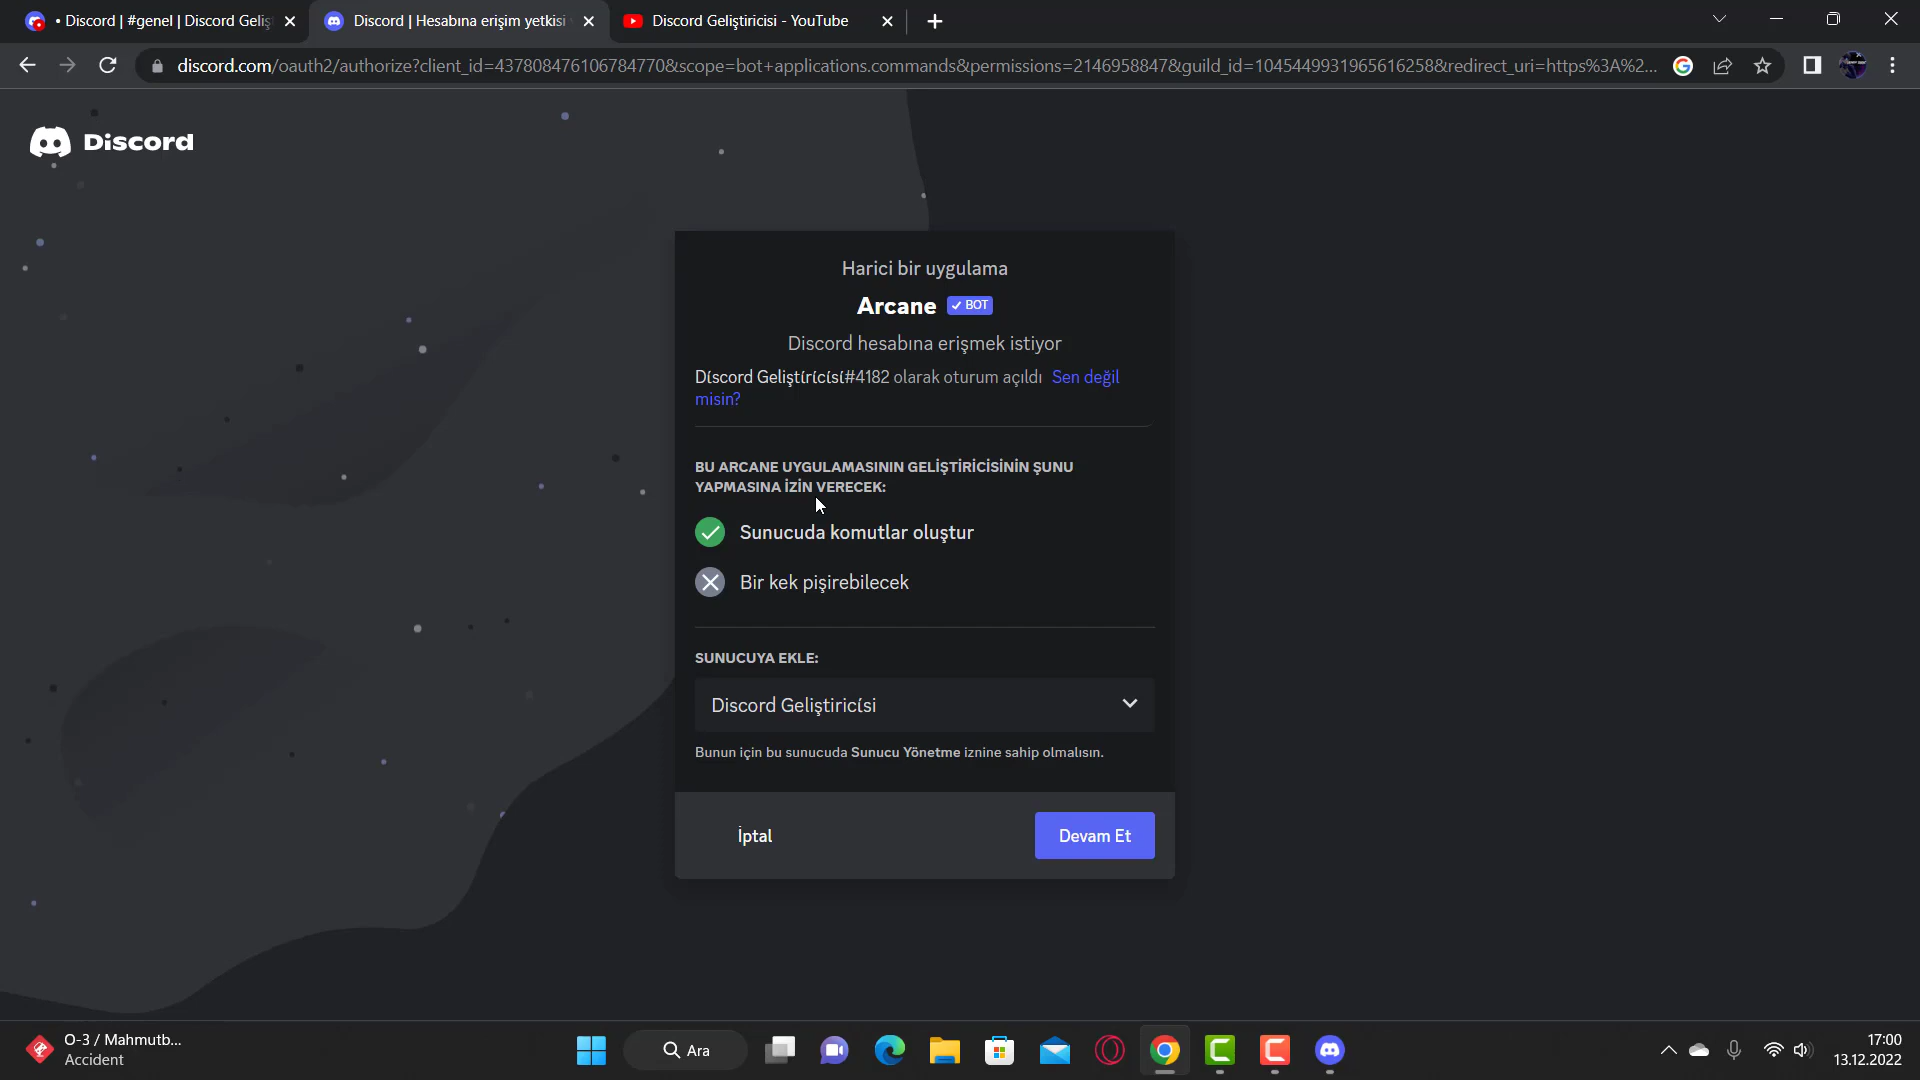 • Discord | #genel | Discord Geliş
Discord | Hesabına erişim yetkisi
Discord Geliştiricisi - YouTube
discord.com/oauth2/authorize?client_id=437808476106784770&scope=bot+applications.commands&permissions=2146958847&guild_id=1045449931965616258&redirect_uri=https%3A%2...
Discord
Harici bir uygulama
Arcane ✓ BOT
Discord hesabına erişmek istiyor
Díscord Gelíştírícísí#4182 olarak oturum açıldı Sen değil
misin?
BU ARCANE UYGULAMASININ GELİŞTİRİCİSİNİN ŞUNU
YAPMASINA İZİN VERECEK:
Sunucuda komutlar oluştur
Bir kek pişirebilecek
SUNUCUYA EKLE:
Discord Geliştiricísi
Bunun için bu sunucuda Sunucu Yönetme iznine sahip olmalısın.
İptal
Devam Et
O-3 / Mahmutb...
Accident
Ara
17:00
13.12.2022